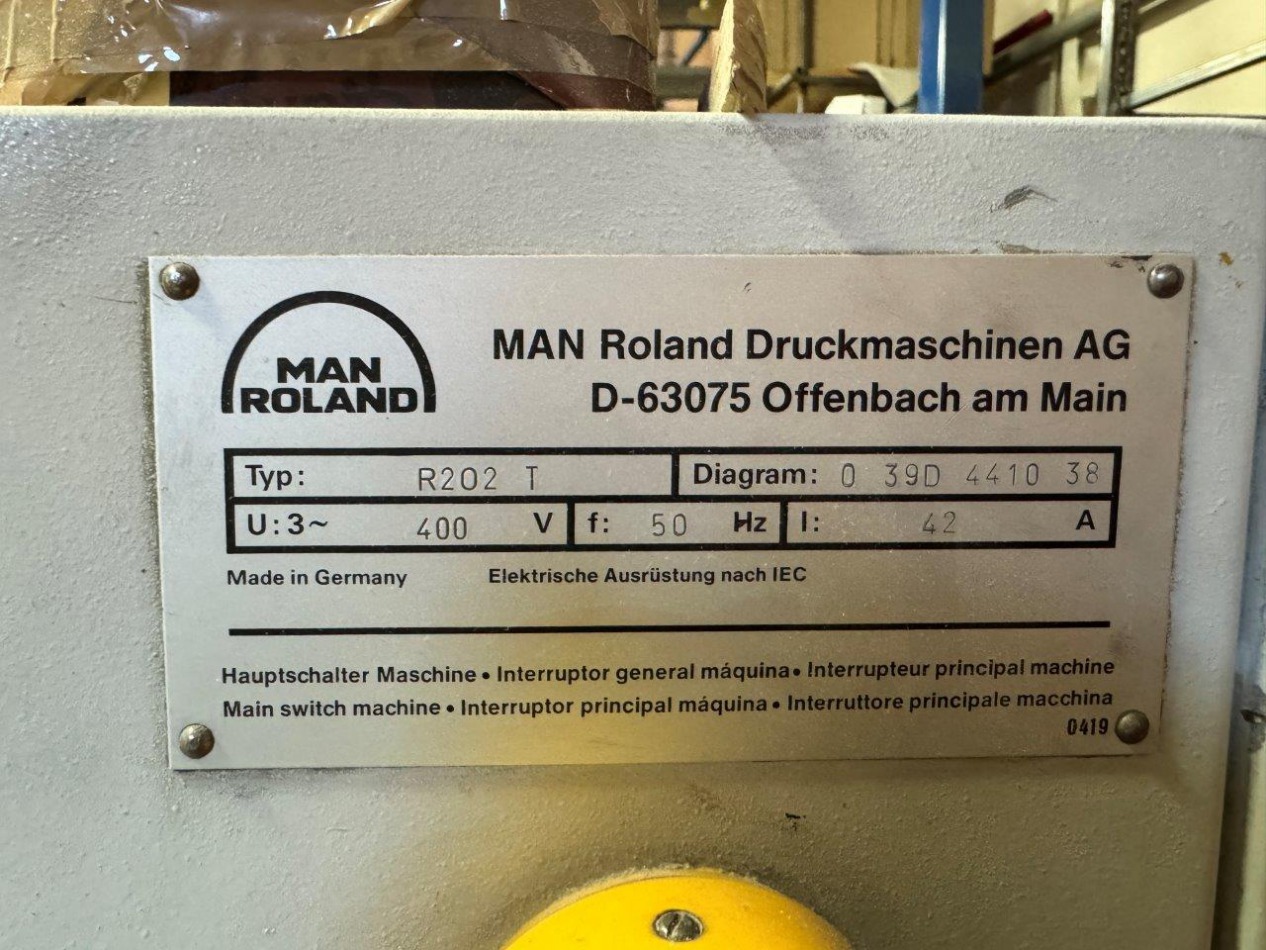 MAN
ROLAND
MAN Roland Druckmaschinen AG
D-63075 Offenbach am Main
Typ: R202 T Diagram: 0 39D 4410 38
U: 3~ 400 V f: 50 Hz I: 42 A
Made in Germany Elektrische Ausrüstung nach IEC
Hauptschalter Maschine • Interruptor general máquina • Interrupteur principal machine
Main switch machine • Interruptor principal máquina • Interruttore principale macchina
0419